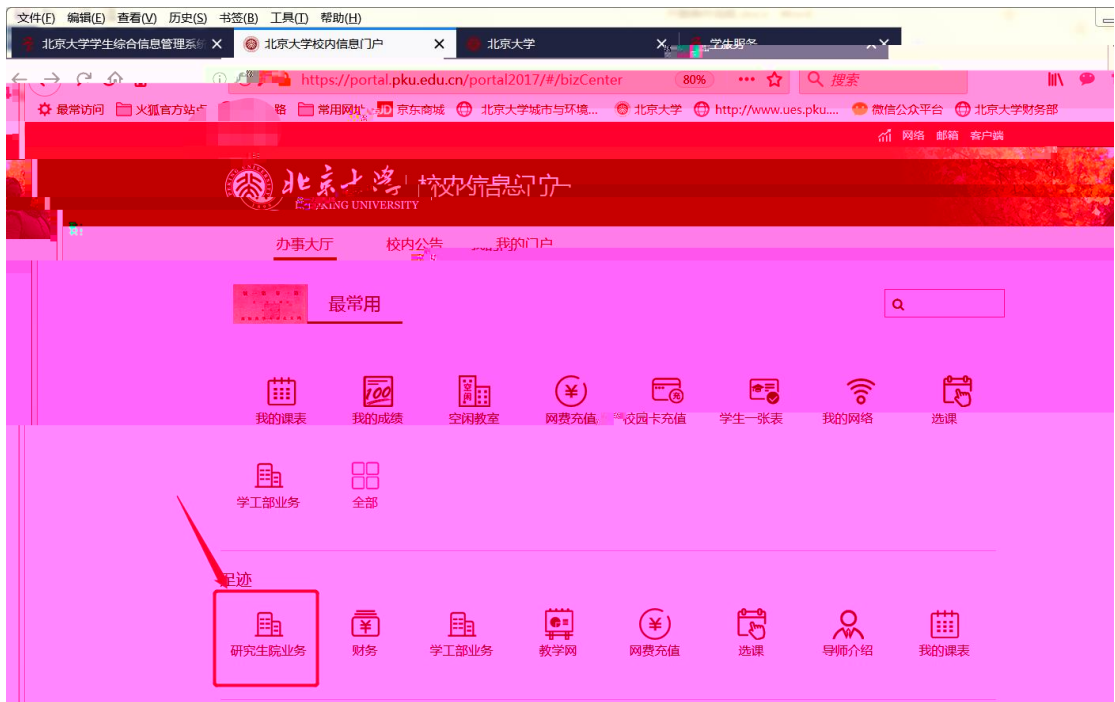 文件(F) 编辑(E) 查看(V) 历史(S) 书签(B) 工具(T) 帮助(H)
北京大学学生综合信息管理系统 北京大学校内信息门户 北京大学 学生服务
https://portal.pku.edu.cn/portal2017/#/bizCenter 80% 搜索
最常访问 火狐官方站点 路 常用网址 京东商城 北京大学城市与环境... 北京大学 http://www.ues.pku.... 微信公众平台 北京大学财务部
网络 邮箱 客户端
北京大学 校内信息门户
PEKING UNIVERSITY
办事大厅 校内公告 我的门户
最常用
我的课表 我的成绩 空闲教室 网费充值 校园卡充值 学生一张表 我的网络 选课
学工部业务 全部
足迹
研究生院业务 财务 学工部业务 教学网 网费充值 选课 导师介绍 我的课表